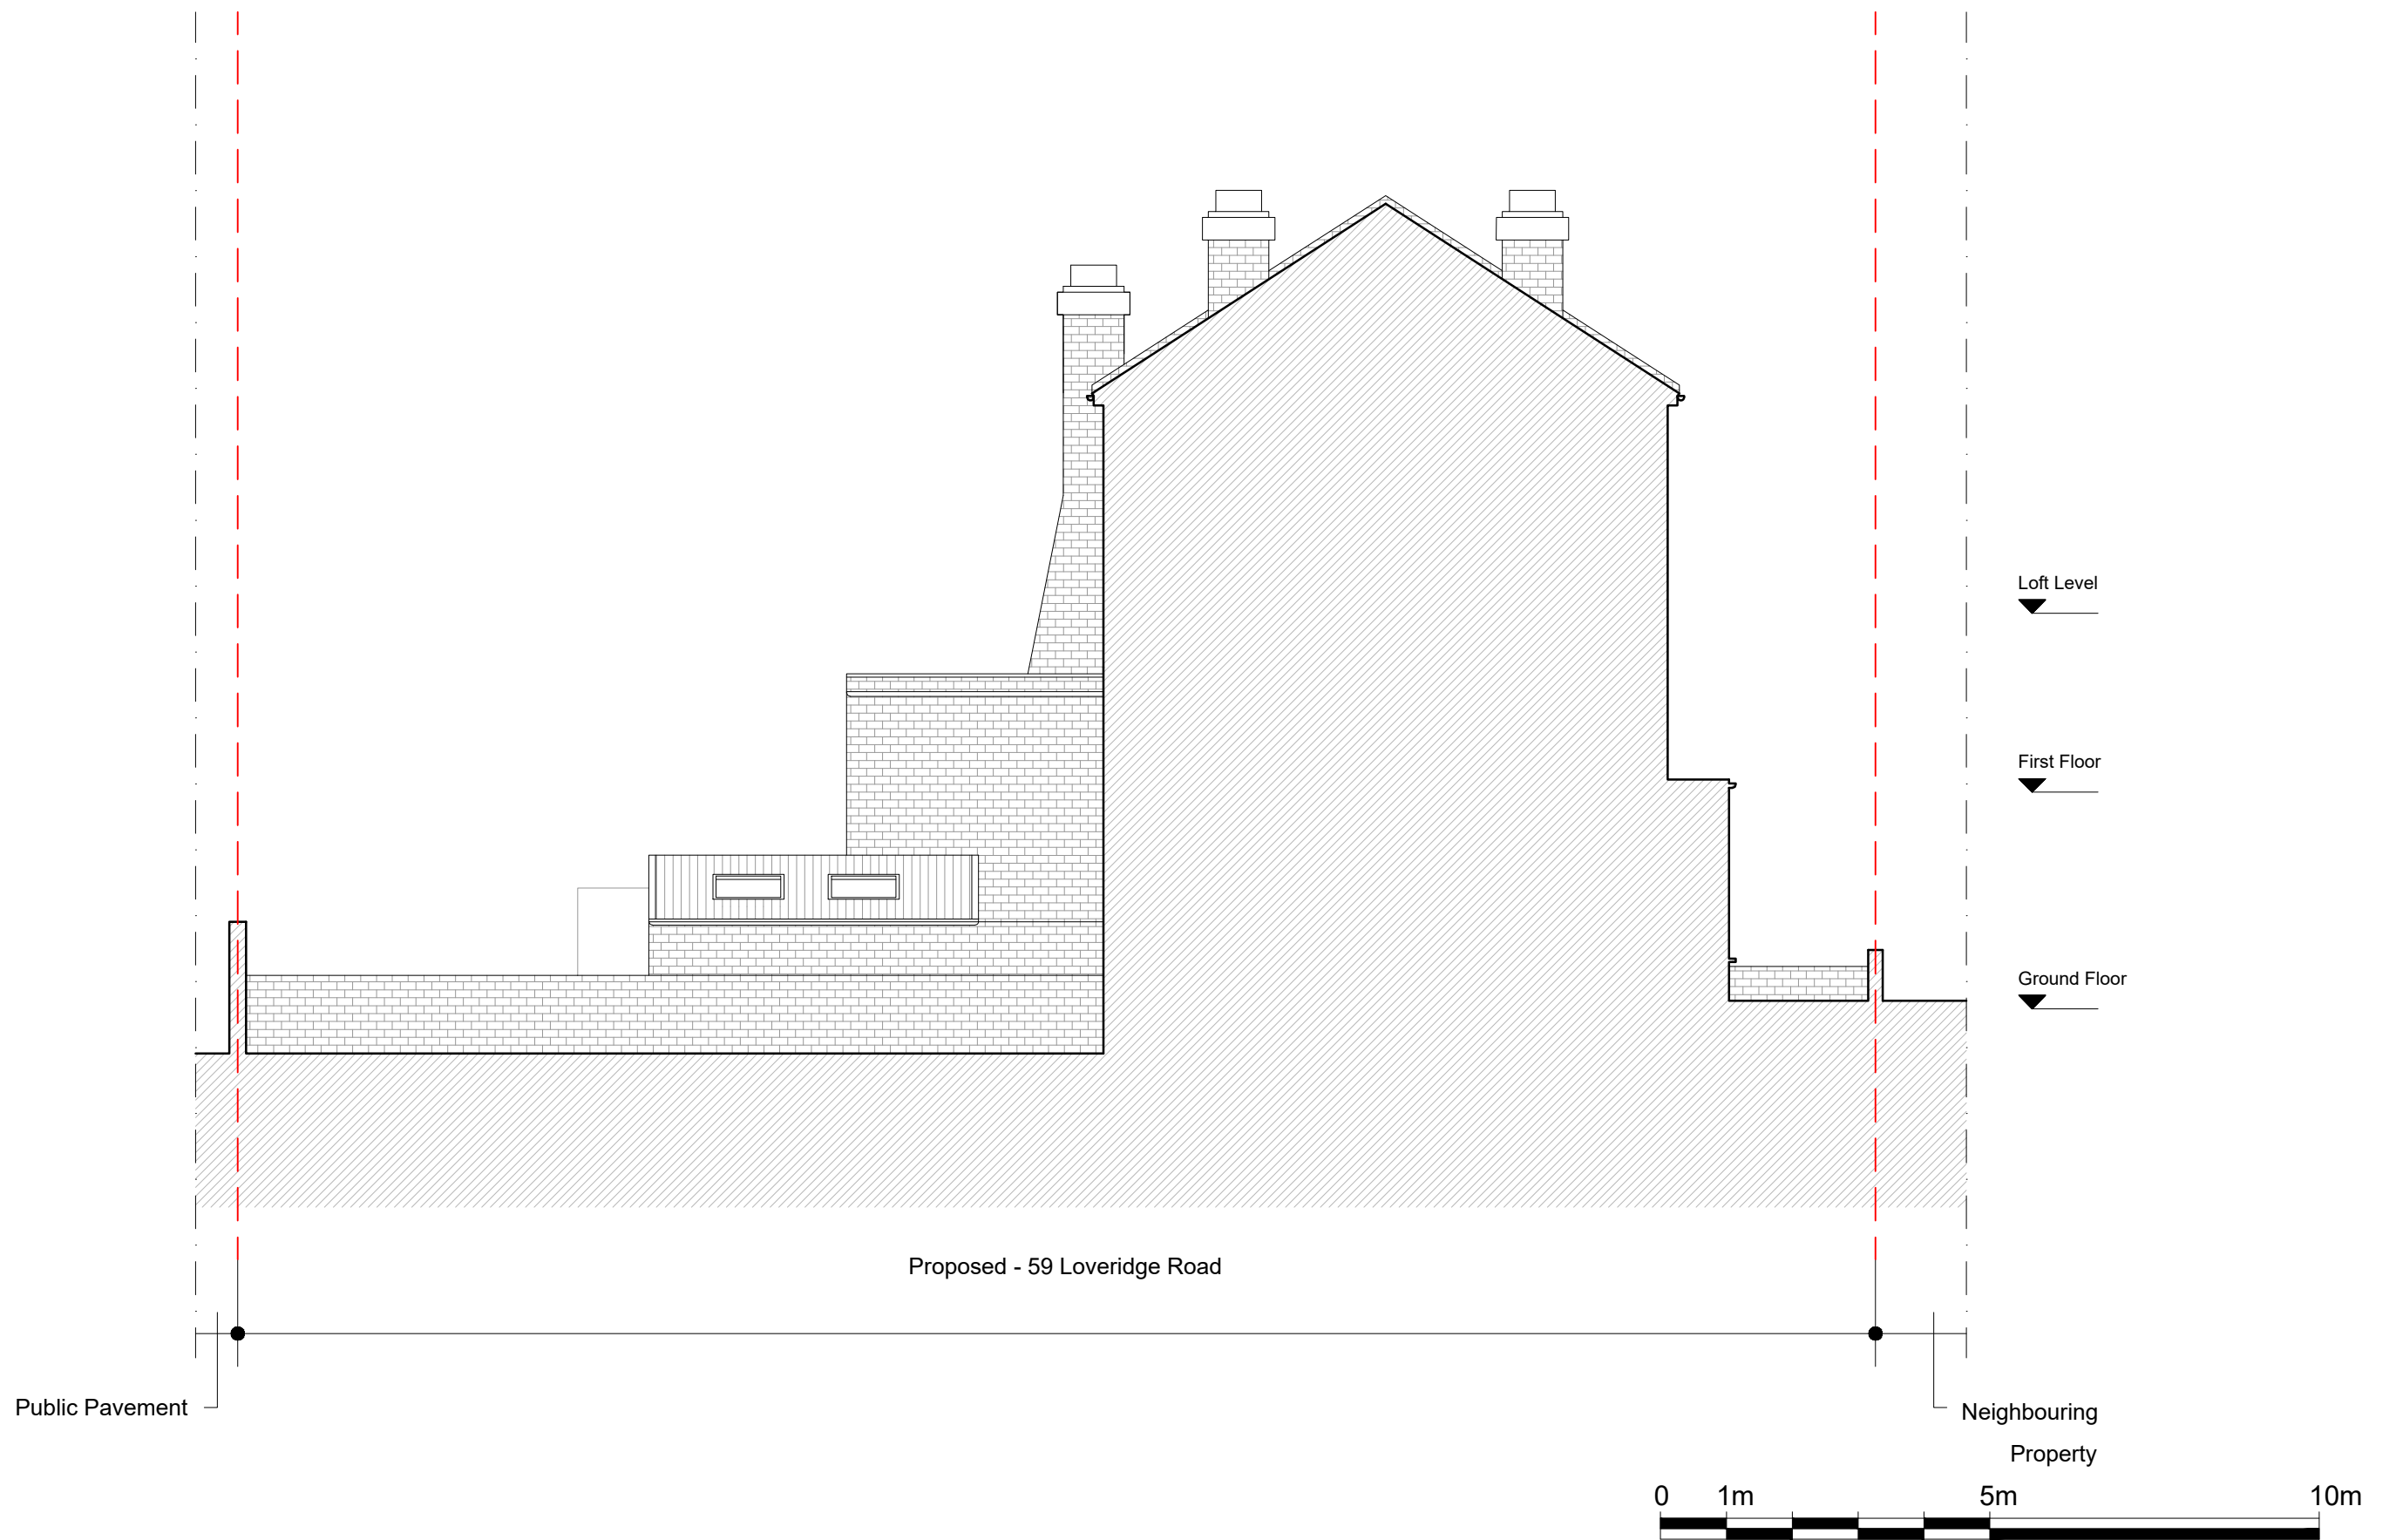 Loft Level
First Floor
Ground Floor
Proposed - 59 Loveridge Road
Public Pavement
Neighbouring
Property
0 1m 5m 10m